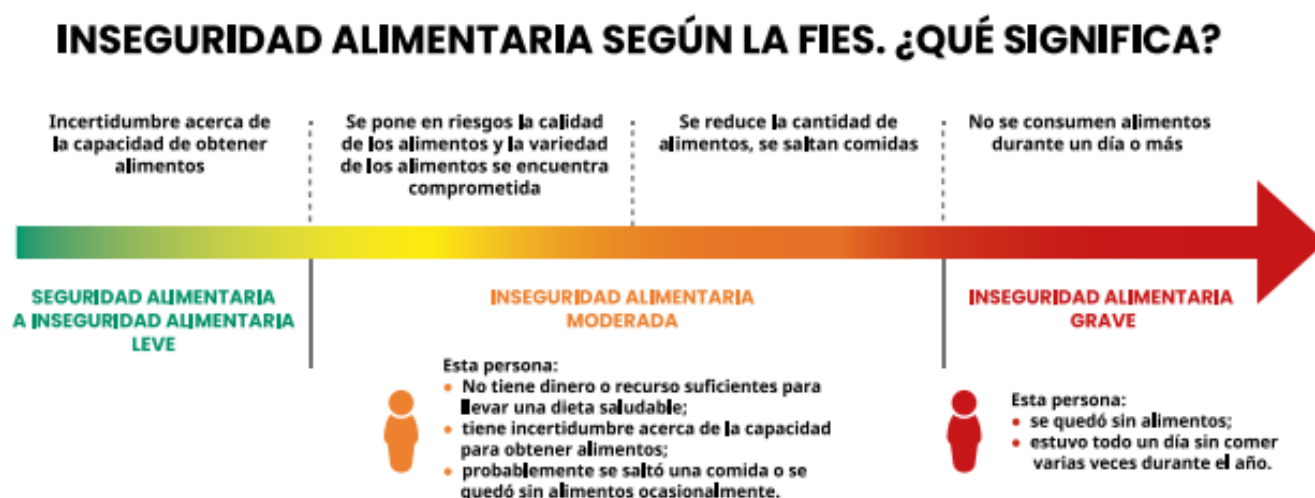 INSEGURIDAD ALIMENTARIA SEGÚN LA FIES. ¿QUÉ SIGNIFICA?
Incertidumbre acerca de
la capacidad de obtener
alimentos
Se pone en riesgos la calidad
de los alimentos y la variedad
de los alimentos se encuentra
comprometida
Se reduce la cantidad de
alimentos, se saltan comidas
No se consumen alimentos
durante un día o más
SEGURIDAD ALIMENTARIA
A INSEGURIDAD ALIMENTARIA
LEVE
INSEGURIDAD ALIMENTARIA
MODERADA
INSEGURIDAD ALIMENTARIA
GRAVE
Esta persona:
• No tiene dinero o recurso suficientes para
llevar una dieta saludable;
• tiene incertidumbre acerca de la capacidad
para obtener alimentos;
• probablemente se saltó una comida o se
quedó sin alimentos ocasionalmente.
Esta persona:
• se quedó sin alimentos;
• estuvo todo un día sin comer
varias veces durante el año.